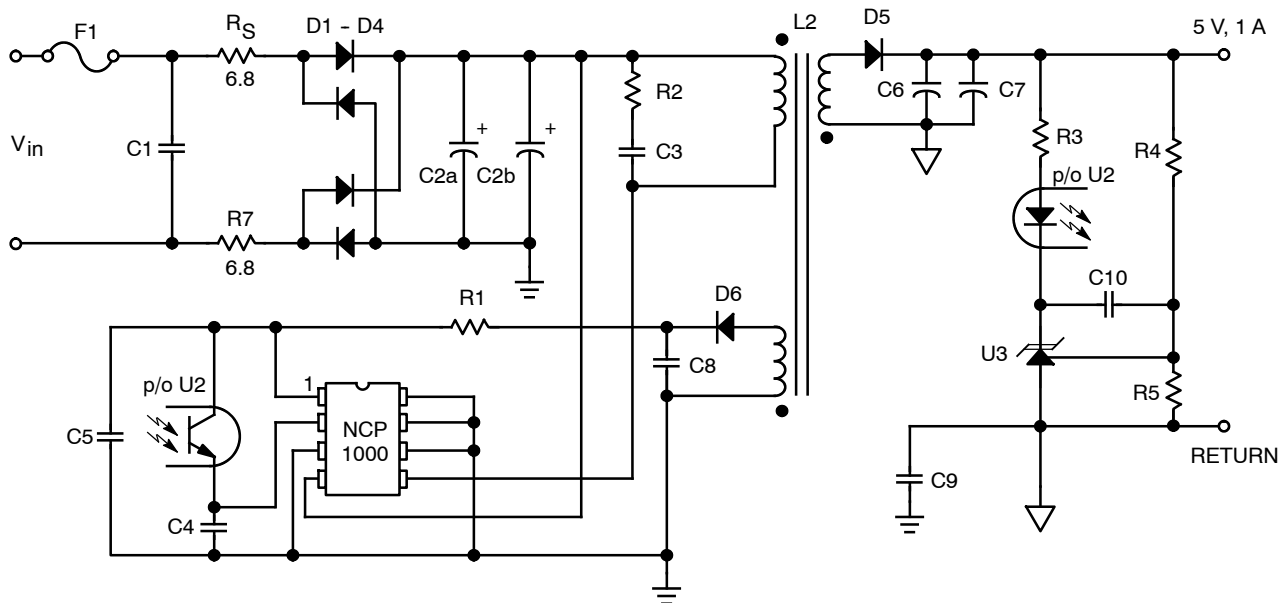 F1
RS
D1 - D4
L2
D5
5 V, 1 A
6.8
R2
C6
C7
Vin
C1
+
+
C2a
C2b
C3
R3
R4
p/o U2
R7
6.8
C10
R1
D6
U3
C8
R5
p/o U2
1
C5
NCP
1000
RETURN
C9
C4